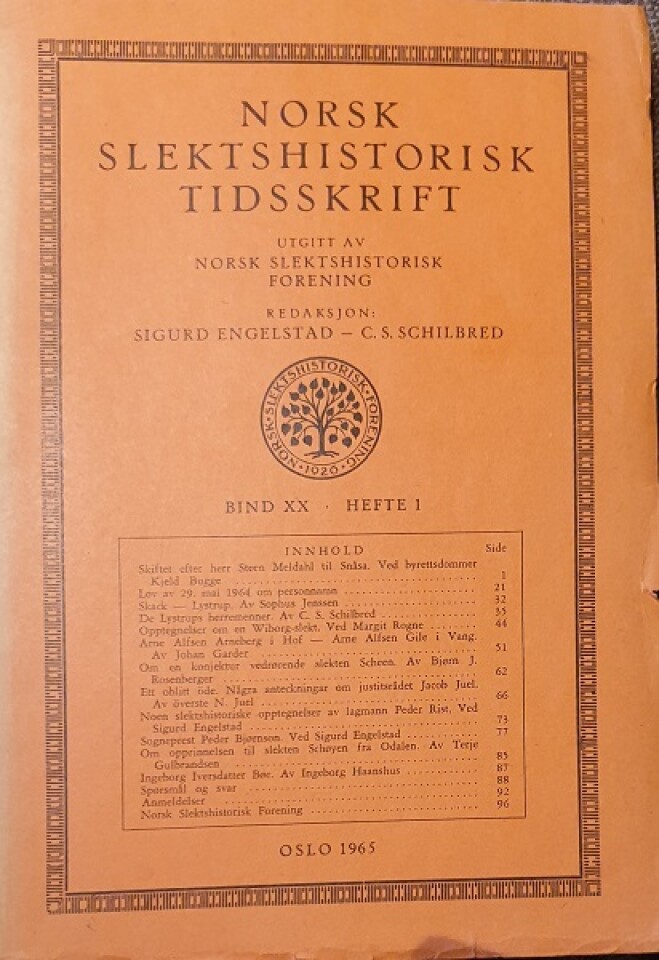 NORSK
SLEKTSHISTORISK
TIDSSKRIFT
UTGITT AV
NORSK SLEKTSHISTORISK
FORENING
REDAKSJON:
SIGURD ENGELSTAD — C. S. SCHILBRED
NORSK · SLEKTSHISTORISK · FORENING
· 1926 ·
BIND XX · HEFTE 1
INNHOLD Side
Skiftet efter herr Steen Meldahl til Snåsa. Ved byrettsdommer
Kjeld Bugge 1
Lov av 29. mai 1964 om personnamn 21
Skack — Lystrup. Av Sophus Jenssen 32
De Lystrups herremenner. Av C. S. Schilbred 35
Opptegnelser om en Wiborg-slekt. Ved Margit Rogne 44
Arne Alfsen Arneberg i Hof — Arne Alfsen Gile i Vang.
Av Johan Garder 51
Om en konjektur vedrørende slekten Scheen. Av Bjørn J.
Rosenberger 62
Ett oblitt öde. Några anteckningar om justitsrådet Jacob Juel.
Av överste N. Juel 66
Noen slektshistoriske opptegnelser av lagmann Peder Rist. Ved
Sigurd Engelstad 73
Sogneprest Peder Bjørnson. Ved Sigurd Engelstad 77
Om opprinnelsen til slekten Schøyen fra Odalen. Av Terje
Gulbrandsen 85
Ingeborg Iversdatter Bøe. Av Ingeborg Haanshus 87
Spørsmål og svar 88
Anmeldelser 92
Norsk Slektshistorisk Forening 96
OSLO 1965